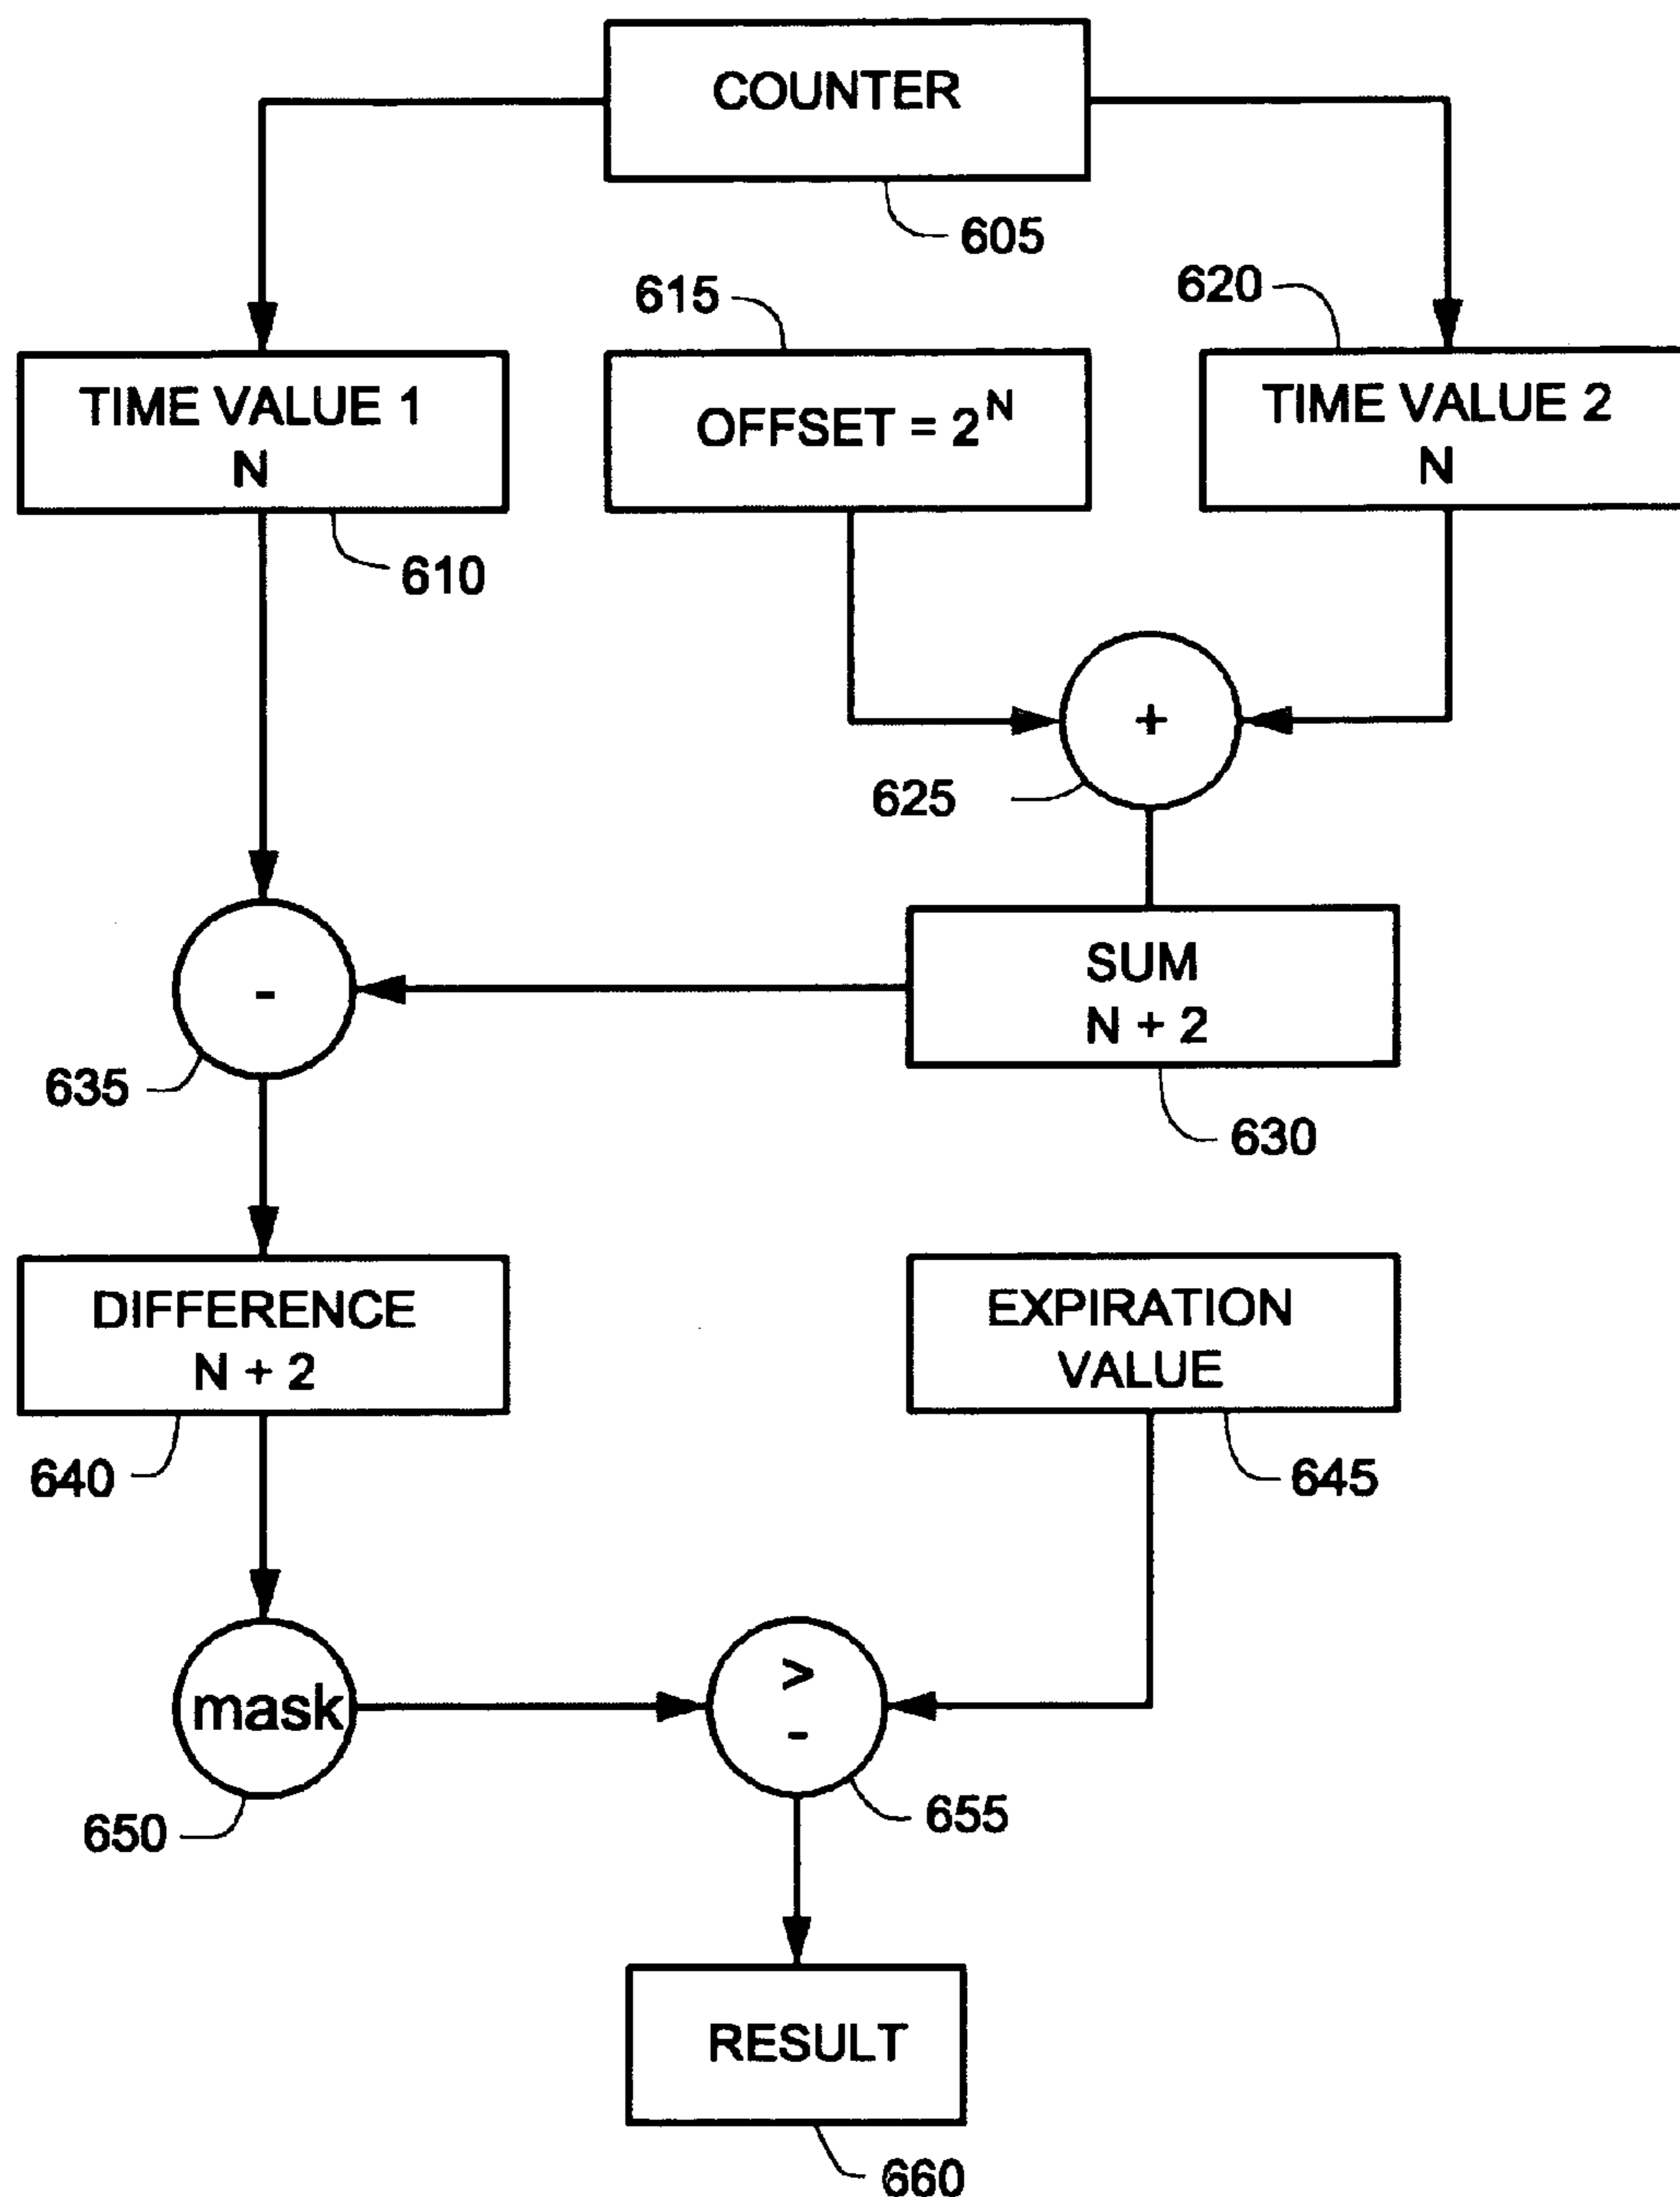 COUNTER
605
615
620
TIME VALUE 1
N
OFFSET = 2^N
TIME VALUE 2
N
610
+
625
-
SUM
N + 2
635
630
DIFFERENCE
N + 2
EXPIRATION
VALUE
640
645
mask
>
-
650
655
RESULT
660